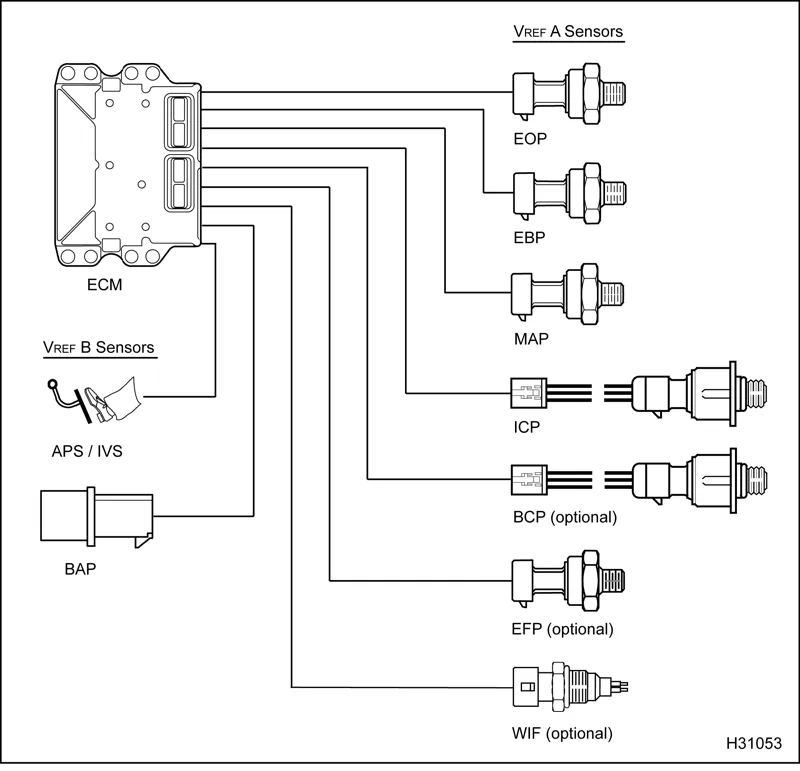 VREF A Sensors
EOP
EBP
ECM
MAP
VREF B Sensors
APS / IVS
ICP
BCP (optional)
BAP
EFP (optional)
WIF (optional)
H31053